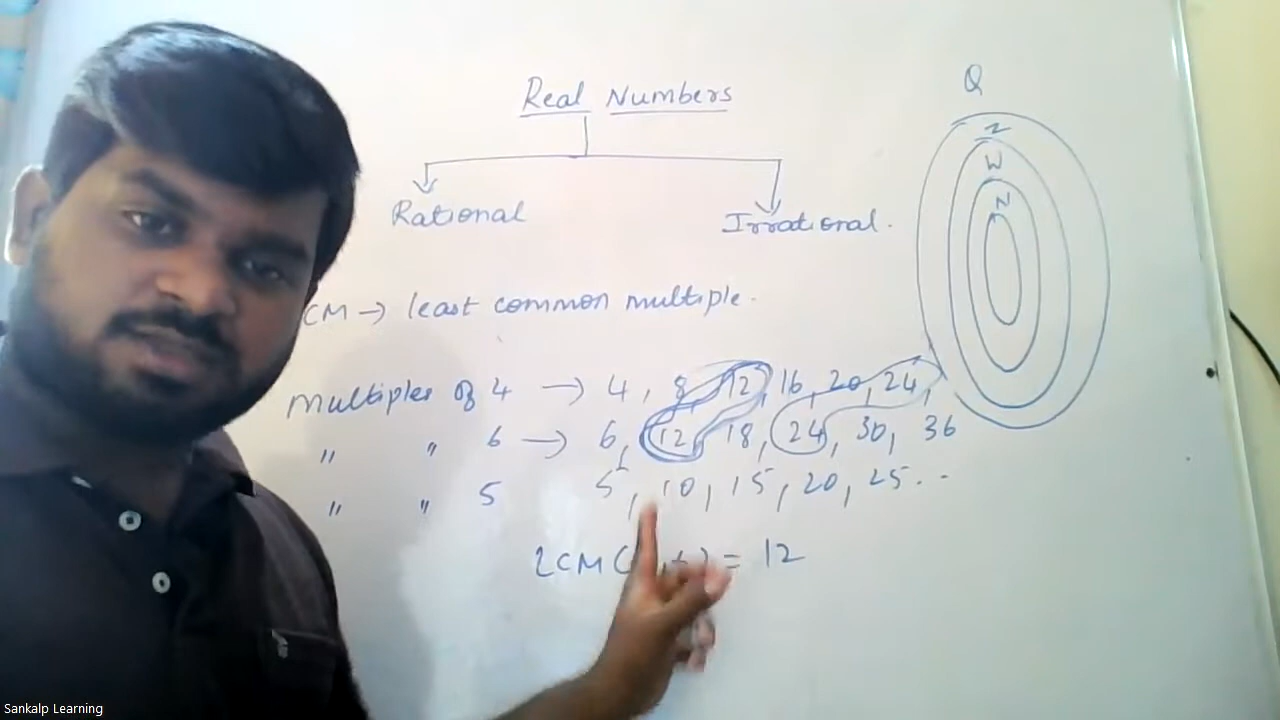 Real Numbers
Q
Z
W
N
Rational
Irrational.
CM → least common multiple.
multiples of 4 → 4, 8, 12, 16, 20, 24,
" " 6 → 6, 12, 18, 24, 30, 36
" " 5 5, 10, 15, 20, 25...
LCM ( , ) = 12
Sankalp Learning